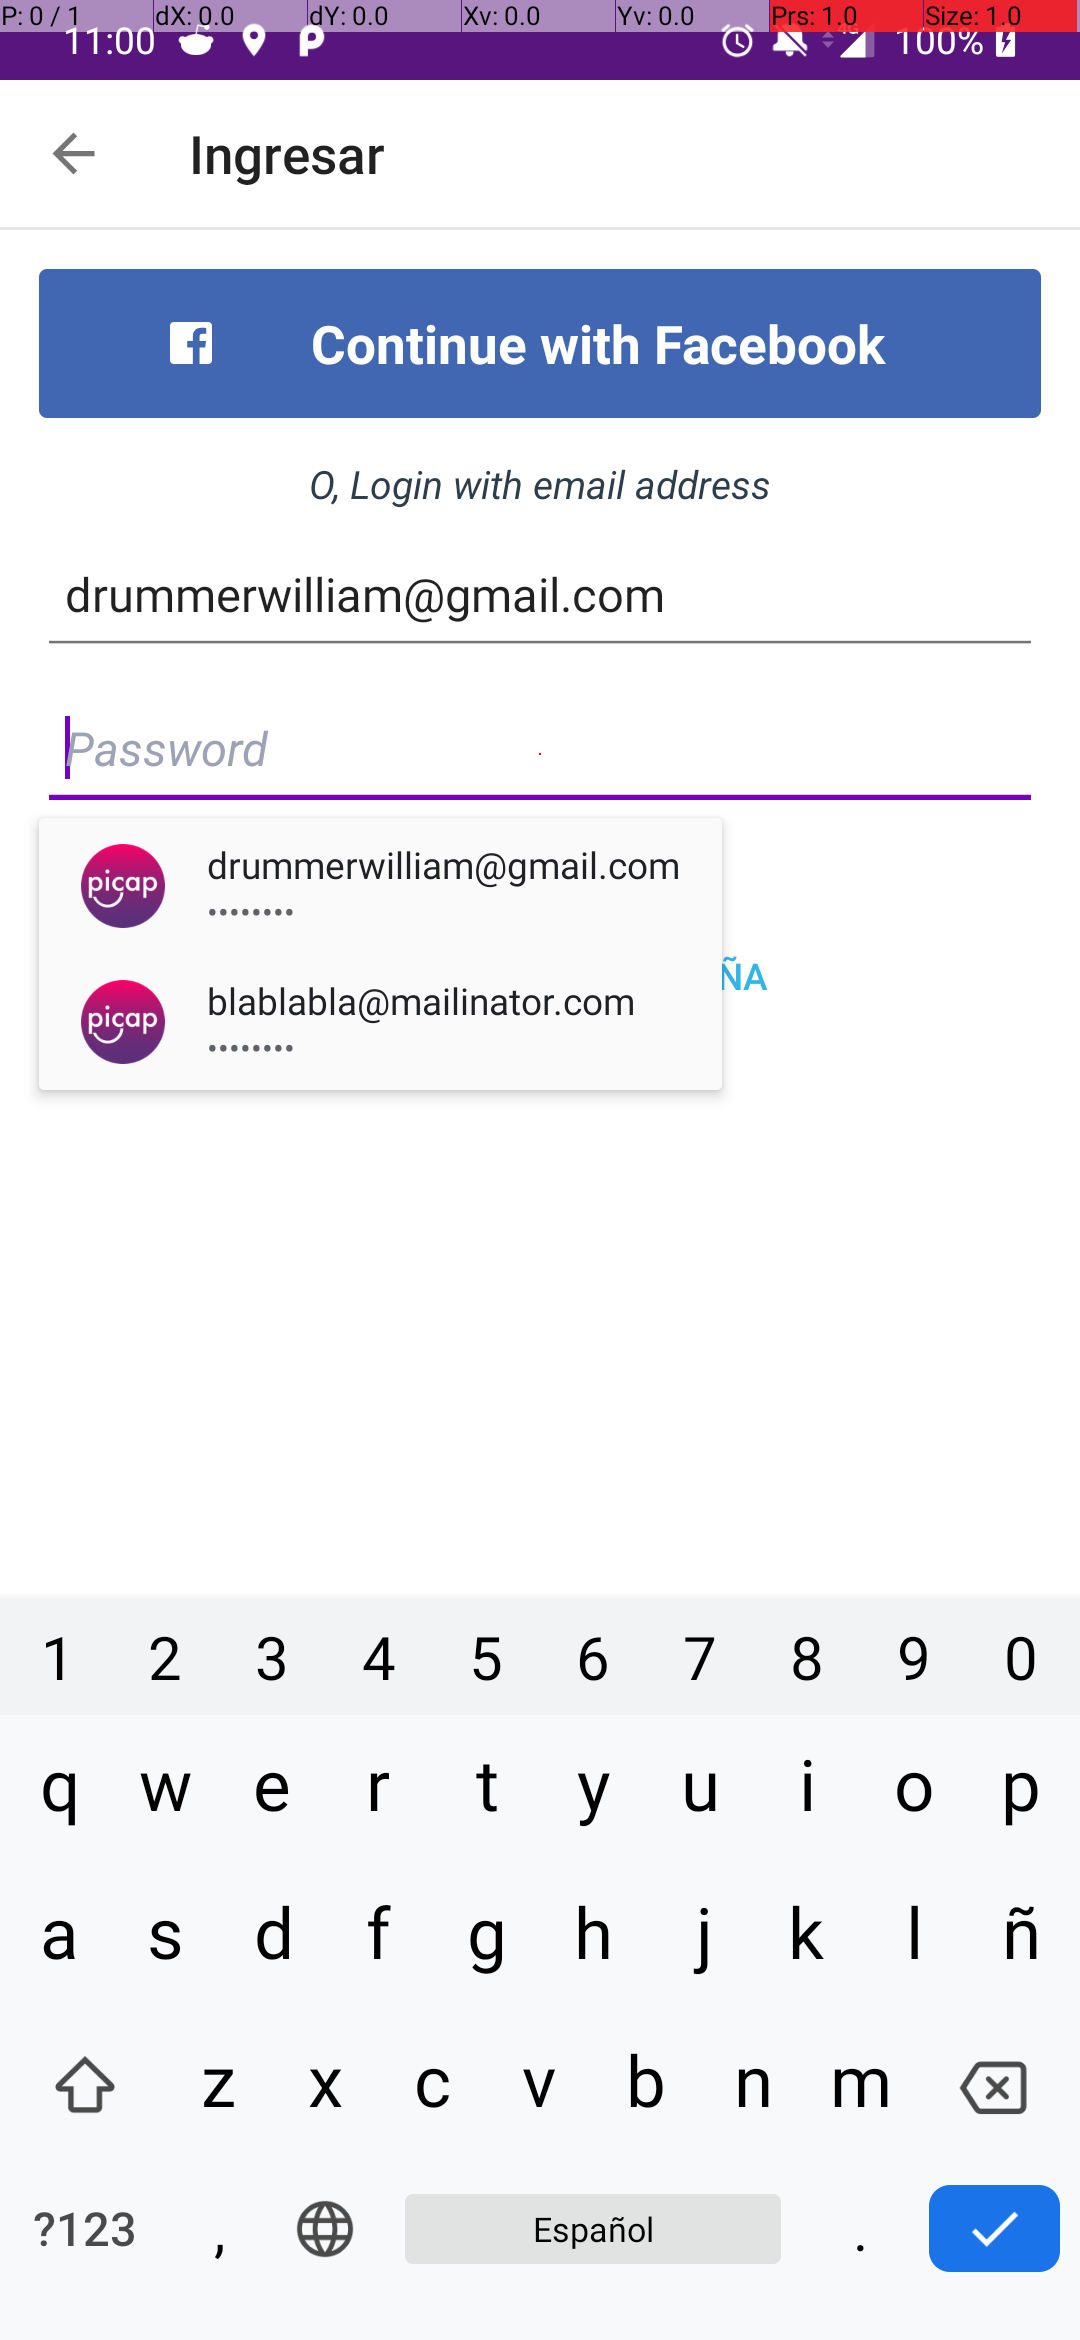 P: 0 / 1 dX: 0.0 dY: 0.0 Xv: 0.0 Yv: 0.0 Prs: 1.0 Size: 1.0
11:00 100%
Ingresar
Continue with Facebook
O, Login with email address
drummerwilliam@gmail.com
Password
picap drummerwilliam@gmail.com
••••••••
ÑA
picap blablabla@mailinator.com
••••••••
1 2 3 4 5 6 7 8 9 0
q w e r t y u i o p
a s d f g h j k l ñ
z x c v b n m
?123 , Español .